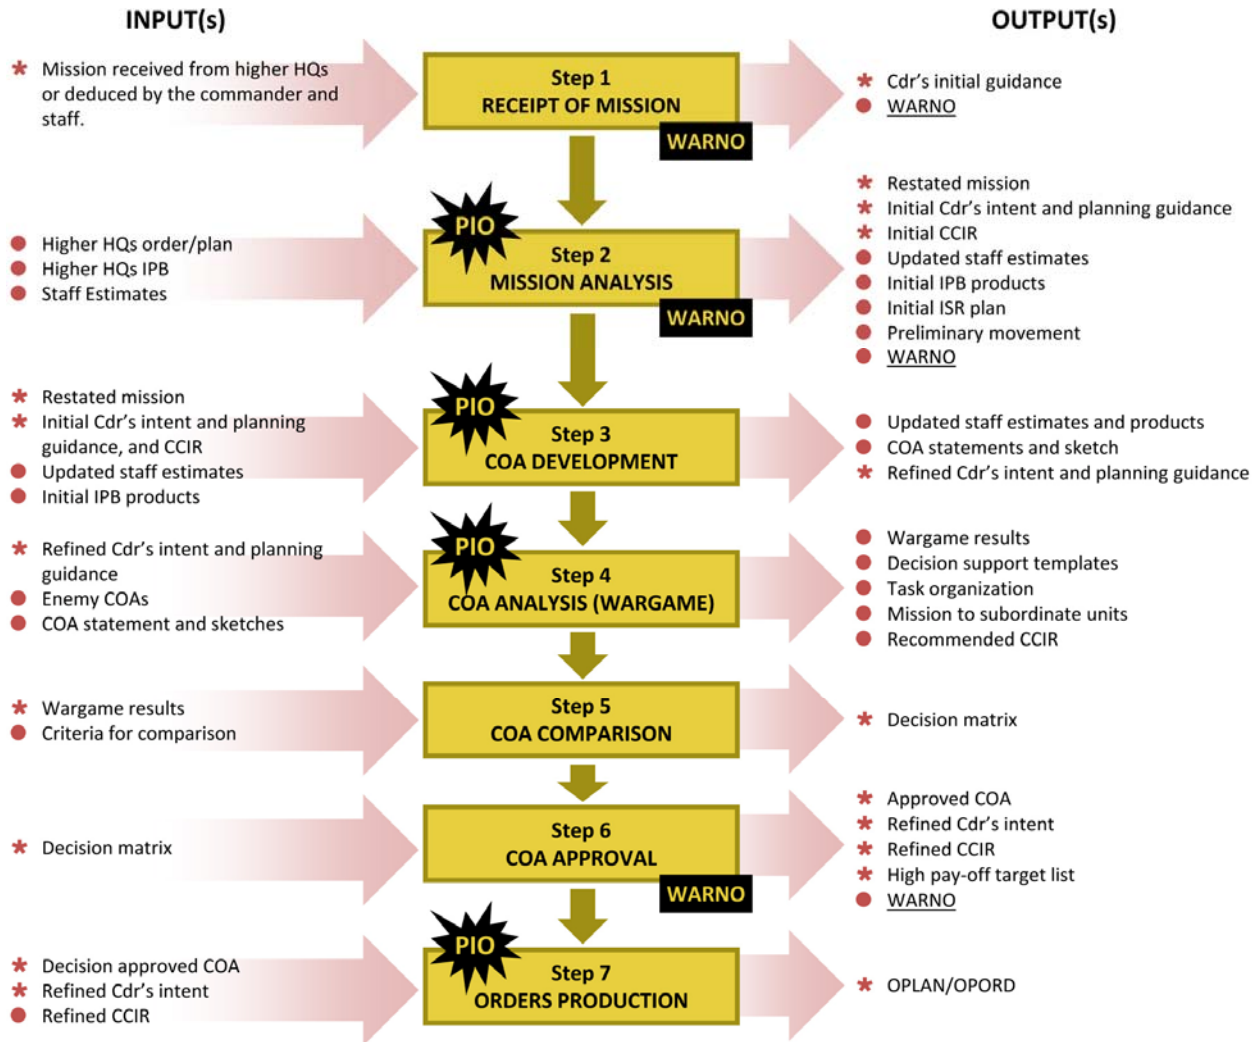 INPUT(s)
OUTPUT(s)
* Mission received from higher HQs
or deduced by the commander and
staff.
Step 1
RECEIPT OF MISSION
WARNO
* Cdr's initial guidance
● WARNO
PIO
● Higher HQs order/plan
● Higher HQs IPB
● Staff Estimates
Step 2
MISSION ANALYSIS
WARNO
* Restated mission
* Initial Cdr's intent and planning guidance
* Initial CCIR
● Updated staff estimates
● Initial IPB products
● Initial ISR plan
● Preliminary movement
● WARNO
* Restated mission
* Initial Cdr's intent and planning
guidance, and CCIR
● Updated staff estimates
● Initial IPB products
PIO
Step 3
COA DEVELOPMENT
● Updated staff estimates and products
● COA statements and sketch
* Refined Cdr's intent and planning guidance
* Refined Cdr's intent and planning
guidance
● Enemy COAs
● COA statement and sketches
PIO
Step 4
COA ANALYSIS (WARGAME)
● Wargame results
● Decision support templates
● Task organization
● Mission to subordinate units
● Recommended CCIR
* Wargame results
● Criteria for comparison
Step 5
COA COMPARISON
* Decision matrix
* Decision matrix
Step 6
COA APPROVAL
WARNO
* Approved COA
* Refined Cdr's intent
* Refined CCIR
* High pay-off target list
● WARNO
* Decision approved COA
* Refined Cdr's intent
● Refined CCIR
PIO
Step 7
ORDERS PRODUCTION
* OPLAN/OPORD